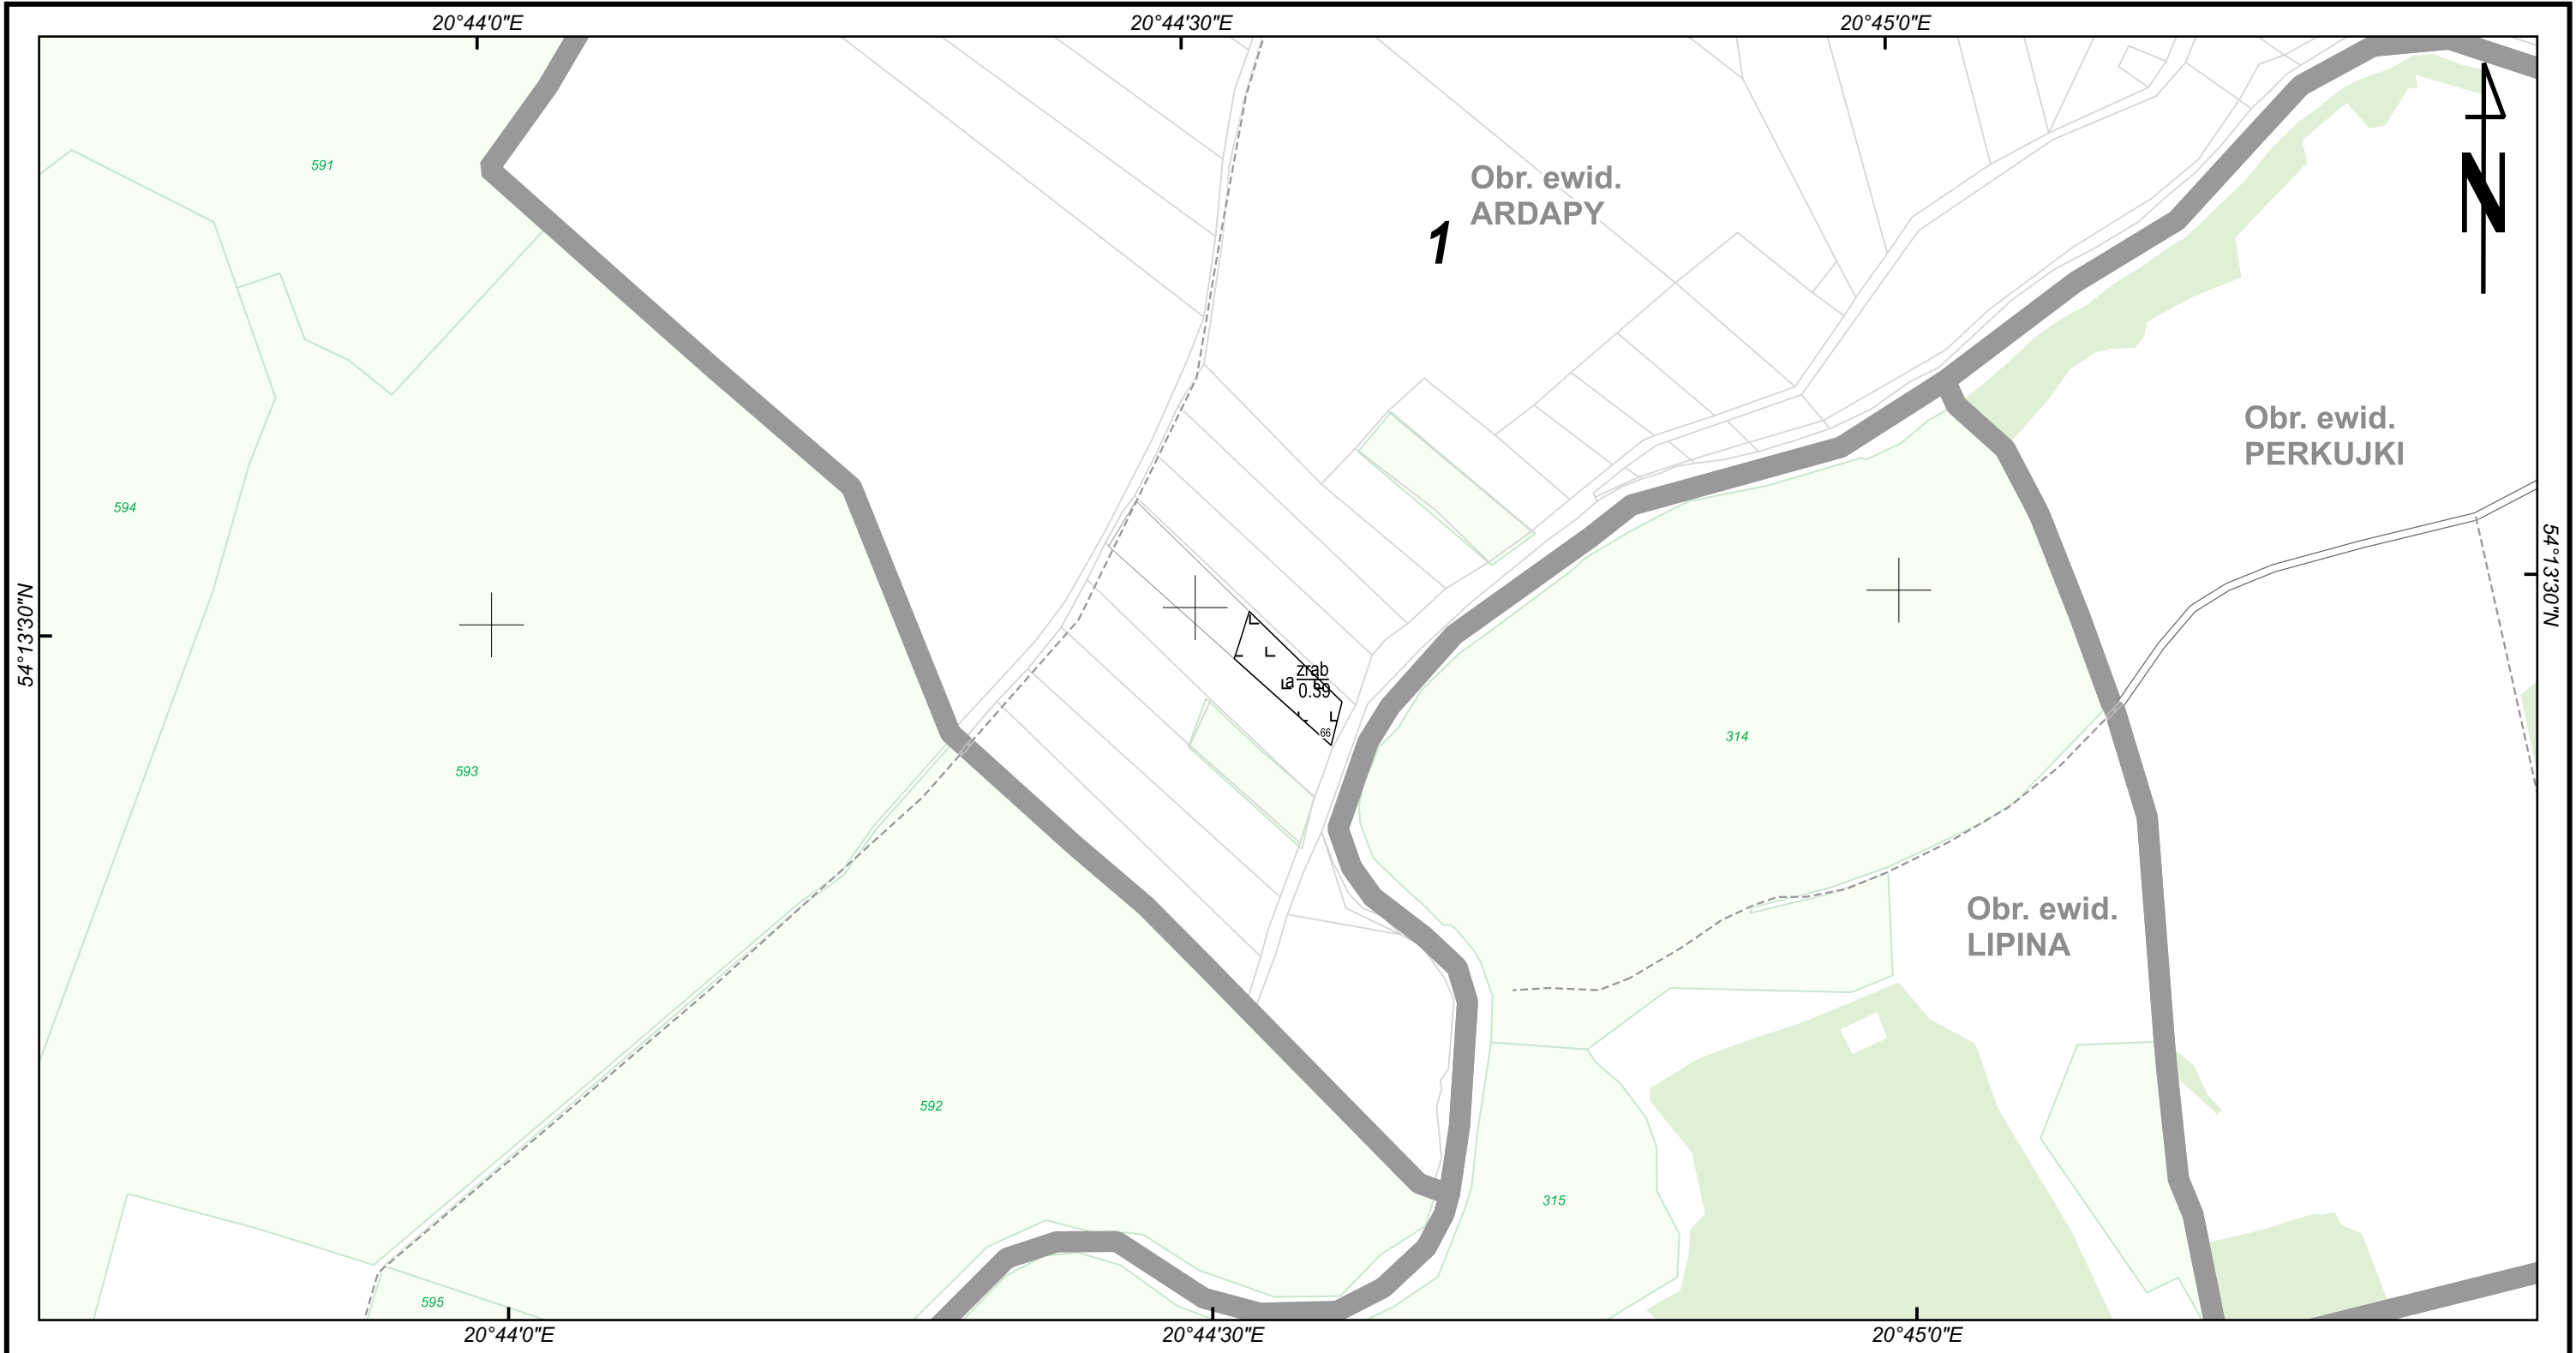 20°44'0"E
20°44'30"E
20°45'0"E
591
Obr. ewid.
ARDAPY
1
N
Obr. ewid.
PERKUJKI
594
54°13'30"N
54°13'30"N
zrab
a
0.39
66
593
314
Obr. ewid.
LIPINA
592
315
595
20°44'0"E
20°44'30"E
20°45'0"E